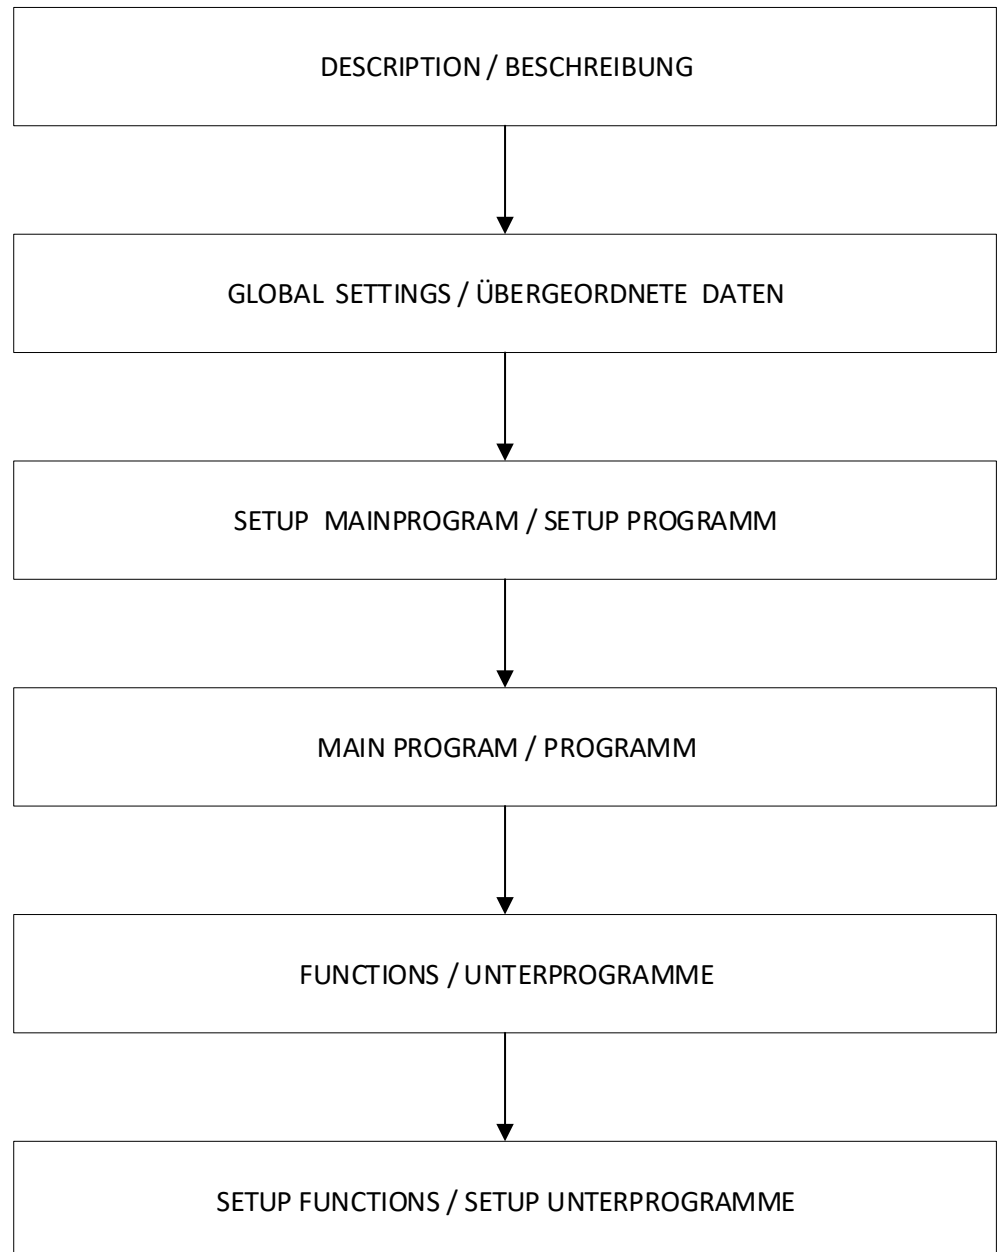 DESCRIPTION / BESCHREIBUNG
GLOBAL SETTINGS / ÜBERGEORDNETE DATEN
SETUP MAINPROGRAM / SETUP PROGRAMM
MAIN PROGRAM / PROGRAMM
FUNCTIONS / UNTERPROGRAMME
SETUP FUNCTIONS / SETUP UNTERPROGRAMME